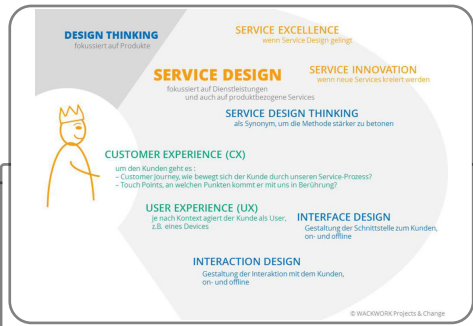 DESIGN THINKING
fokussiert auf Produkte
SERVICE EXCELLENCE
wenn Service Design gelingt
SERVICE DESIGN
fokussiert auf Dienstleistungen
und auch auf produktbezogene Services
SERVICE INNOVATION
wenn neue Services kreiert werden
SERVICE DESIGN THINKING
als Synonym, um die Methode stärker zu betonen
CUSTOMER EXPERIENCE (CX)
um den Kunden geht es :
– Customer Journey, wie bewegt sich der Kunde durch unseren Service-Prozess?
– Touch Points, an welchen Punkten kommt er mit uns in Berührung?
USER EXPERIENCE (UX)
je nach Kontext agiert der Kunde als User,
z.B. eines Devices
INTERFACE DESIGN
Gestaltung der Schnittstelle zum Kunden,
on- und offline
INTERACTION DESIGN
Gestaltung der Interaktion mit dem Kunden,
on- und offline
© WACKWORK Projects & Change